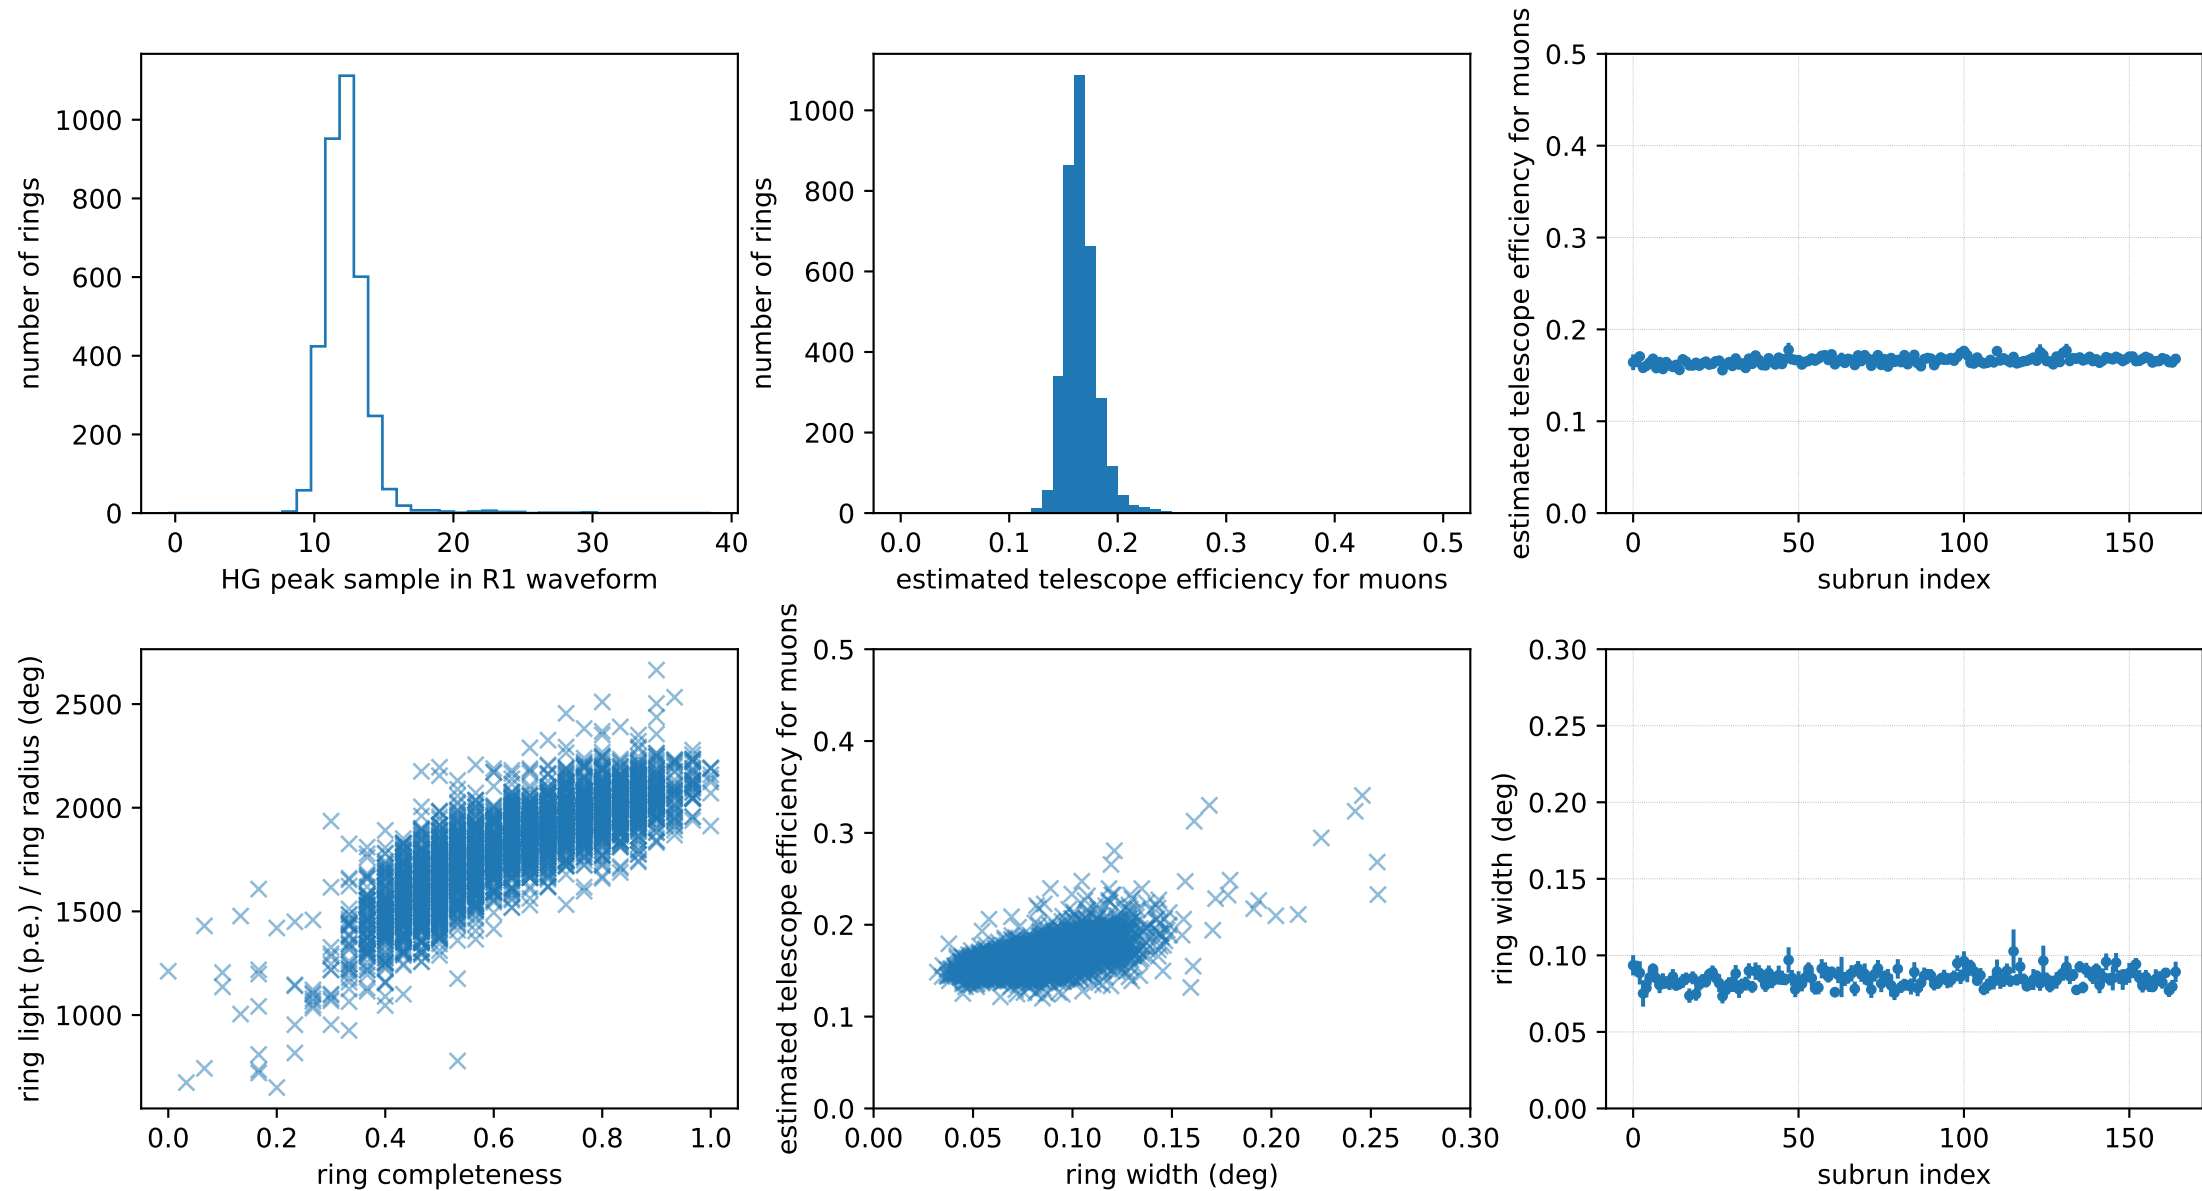 number of rings
1000
800
600
400
200
0
0 10 20 30 40
HG peak sample in R1 waveform
number of rings
1000
800
600
400
200
0
0.0 0.1 0.2 0.3 0.4 0.5
estimated telescope efficiency for muons
estimated telescope efficiency for muons
0.5
0.4
0.3
0.2
0.1
0.0
0 50 100 150
subrun index
ring light (p.e.) / ring radius (deg)
2500
2000
1500
1000
0.0 0.2 0.4 0.6 0.8 1.0
ring completeness
estimated telescope efficiency for muons
0.5
0.4
0.3
0.2
0.1
0.0
0.00 0.05 0.10 0.15 0.20 0.25 0.30
ring width (deg)
ring width (deg)
0.30
0.25
0.20
0.15
0.10
0.05
0.00
0 50 100 150
subrun index